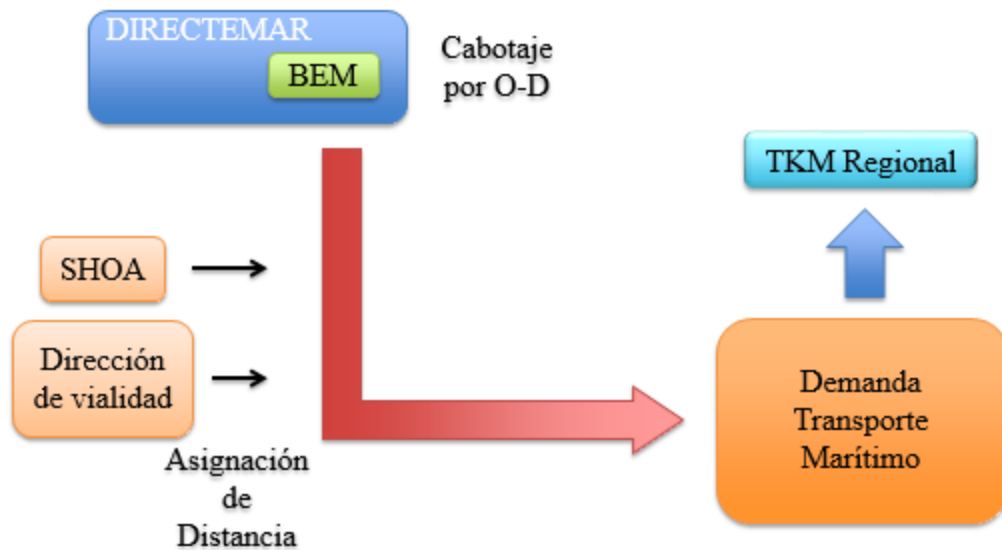 DIRECTEMAR
BEM
Cabotaje
por O-D
TKM Regional
SHOA
Dirección
de vialidad
Asignación
de
Distancia
Demanda
Transporte
Marítimo